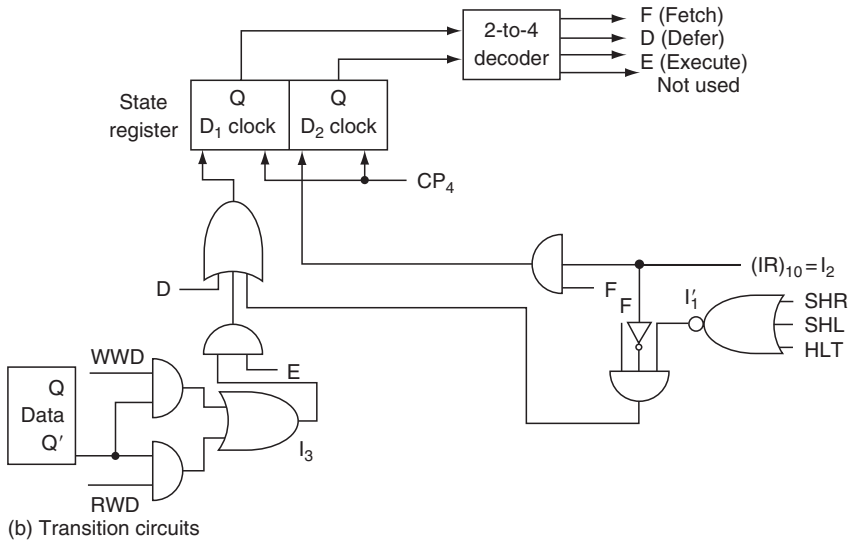 F (Fetch)
D (Defer)
E (Execute)
Not used
2-to-4
decoder
State
register
Q
D₁ clock
Q
D₂ clock
CP₄
(IR)₁₀ = I₂
F
F
I₁′
SHR
SHL
HLT
D
E
WWD
Q
Data
Q′
I₃
RWD
(b) Transition circuits